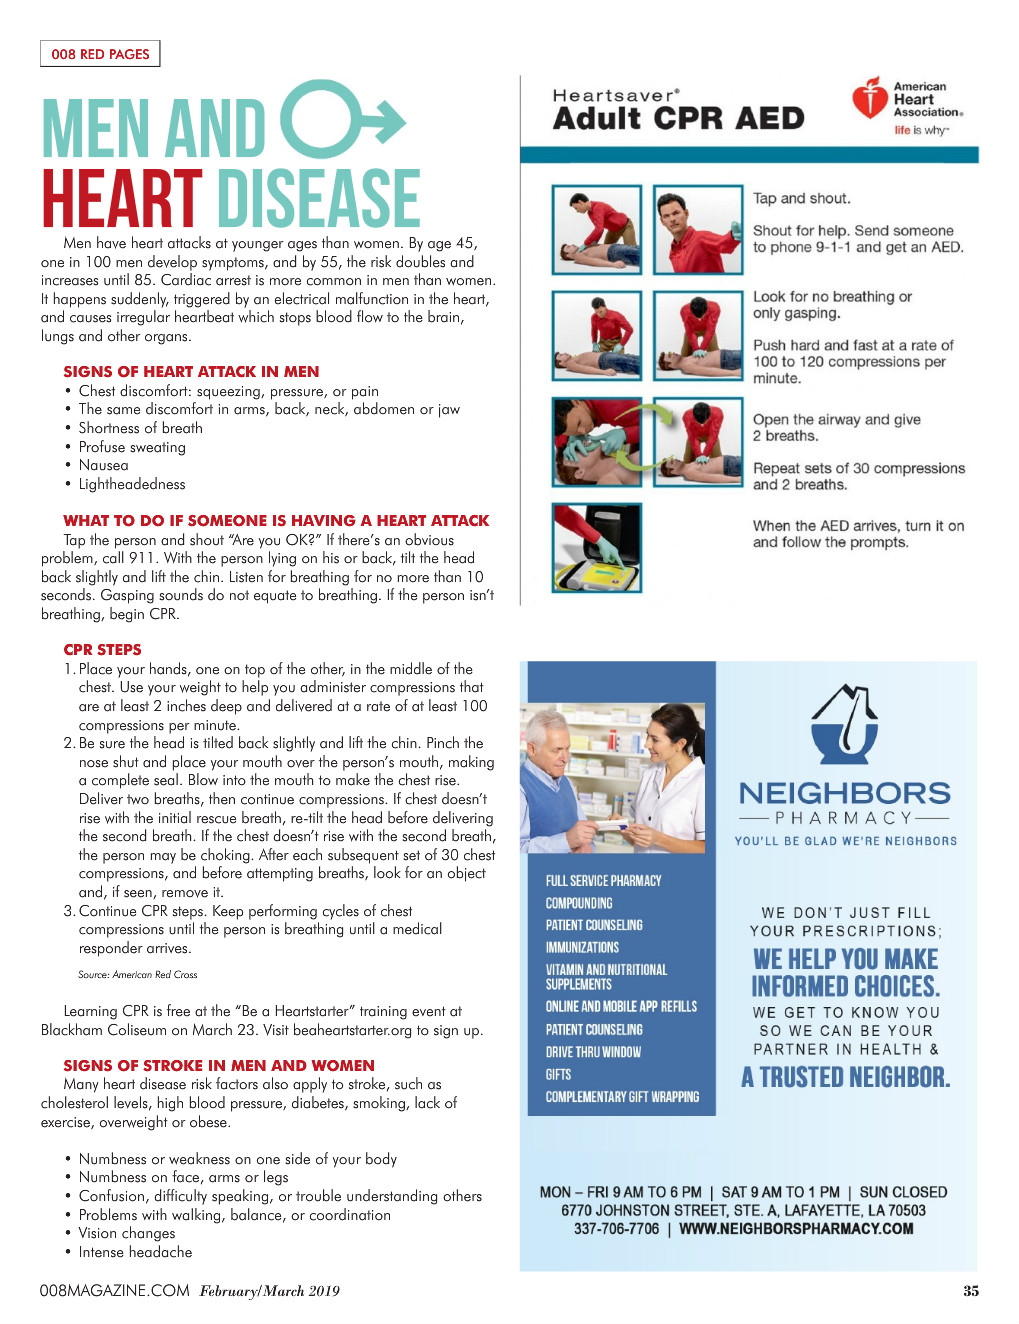 008 RED PAGES
MEN AND
HEART DISEASE
Men have heart attacks at younger ages than women. By age 45,
one in 100 men develop symptoms, and by 55, the risk doubles and
increases until 85. Cardiac arrest is more common in men than women.
It happens suddenly, triggered by an electrical malfunction in the heart,
and causes irregular heartbeat which stops blood flow to the brain,
lungs and other organs.
SIGNS OF HEART ATTACK IN MEN
• Chest discomfort: squeezing, pressure, or pain
• The same discomfort in arms, back, neck, abdomen or jaw
• Shortness of breath
• Profuse sweating
• Nausea
• Lightheadedness
WHAT TO DO IF SOMEONE IS HAVING A HEART ATTACK
Tap the person and shout “Are you OK?” If there’s an obvious
problem, call 911. With the person lying on his or back, tilt the head
back slightly and lift the chin. Listen for breathing for no more than 10
seconds. Gasping sounds do not equate to breathing. If the person isn’t
breathing, begin CPR.
CPR STEPS
1. Place your hands, one on top of the other, in the middle of the
chest. Use your weight to help you administer compressions that
are at least 2 inches deep and delivered at a rate of at least 100
compressions per minute.
2. Be sure the head is tilted back slightly and lift the chin. Pinch the
nose shut and place your mouth over the person’s mouth, making
a complete seal. Blow into the mouth to make the chest rise.
Deliver two breaths, then continue compressions. If chest doesn’t
rise with the initial rescue breath, re-tilt the head before delivering
the second breath. If the chest doesn’t rise with the second breath,
the person may be choking. After each subsequent set of 30 chest
compressions, and before attempting breaths, look for an object
and, if seen, remove it.
3. Continue CPR steps. Keep performing cycles of chest
compressions until the person is breathing until a medical
responder arrives.
Source: American Red Cross
Learning CPR is free at the “Be a Heartstarter” training event at
Blackham Coliseum on March 23. Visit beaheartstarter.org to sign up.
SIGNS OF STROKE IN MEN AND WOMEN
Many heart disease risk factors also apply to stroke, such as
cholesterol levels, high blood pressure, diabetes, smoking, lack of
exercise, overweight or obese.
• Numbness or weakness on one side of your body
• Numbness on face, arms or legs
• Confusion, difficulty speaking, or trouble understanding others
• Problems with walking, balance, or coordination
• Vision changes
• Intense headache
Heartsaver®
Adult CPR AED
American
Heart
Association®
life is why™
Tap and shout.
Shout for help. Send someone
to phone 9-1-1 and get an AED.
Look for no breathing or
only gasping.
Push hard and fast at a rate of
100 to 120 compressions per
minute.
Open the airway and give
2 breaths.
Repeat sets of 30 compressions
and 2 breaths.
When the AED arrives, turn it on
and follow the prompts.
NEIGHBORS
PHARMACY
YOU'LL BE GLAD WE'RE NEIGHBORS
FULL SERVICE PHARMACY
COMPOUNDING
PATIENT COUNSELING
IMMUNIZATIONS
VITAMIN AND NUTRITIONAL
SUPPLEMENTS
ONLINE AND MOBILE APP REFILLS
PATIENT COUNSELING
DRIVE THRU WINDOW
GIFTS
COMPLEMENTARY GIFT WRAPPING
WE DON'T JUST FILL
YOUR PRESCRIPTIONS;
WE HELP YOU MAKE
INFORMED CHOICES.
WE GET TO KNOW YOU
SO WE CAN BE YOUR
PARTNER IN HEALTH &
A TRUSTED NEIGHBOR.
MON – FRI 9 AM TO 6 PM | SAT 9 AM TO 1 PM | SUN CLOSED
6770 JOHNSTON STREET, STE. A, LAFAYETTE, LA 70503
337-706-7706 | WWW.NEIGHBORSPHARMACY.COM
008MAGAZINE.COM February/March 2019
35